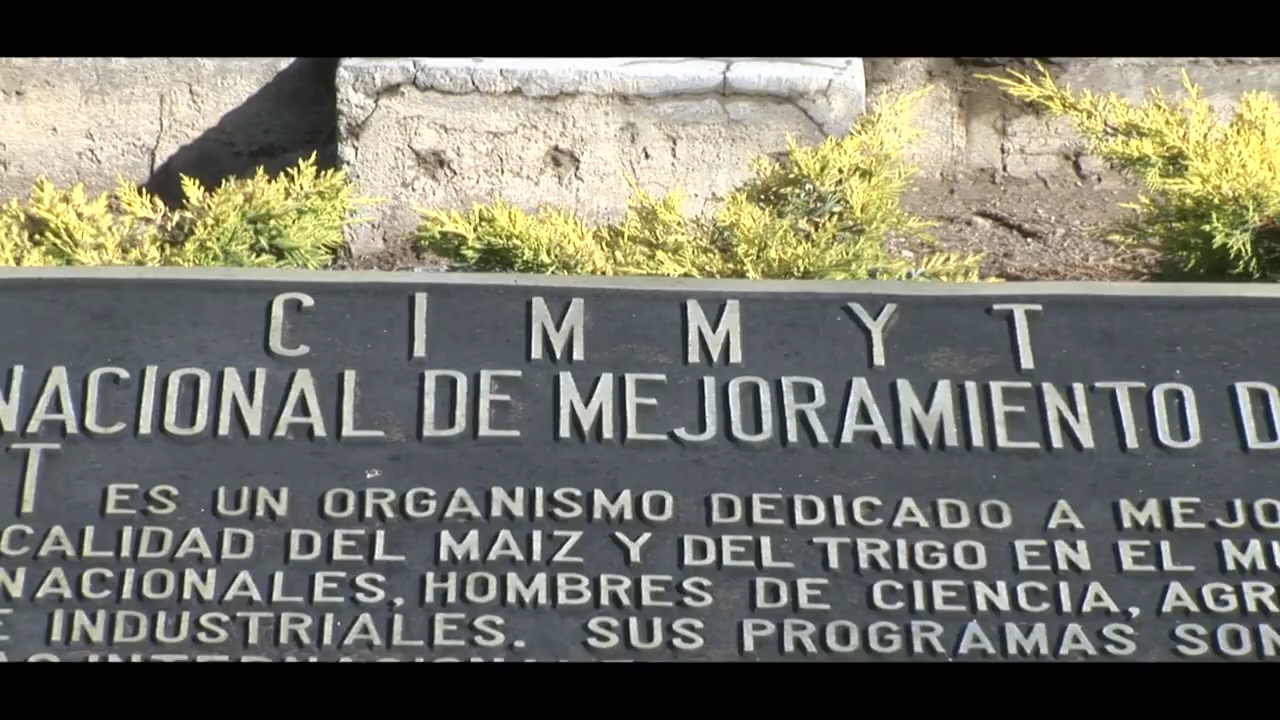 C I M M Y T
NACIONAL DE MEJORAMIENTO D
T ES UN ORGANISMO DEDICADO A MEJO
CALIDAD DEL MAIZ Y DEL TRIGO EN EL MU
NACIONALES, HOMBRES DE CIENCIA, AGR
E INDUSTRIALES. SUS PROGRAMAS SON